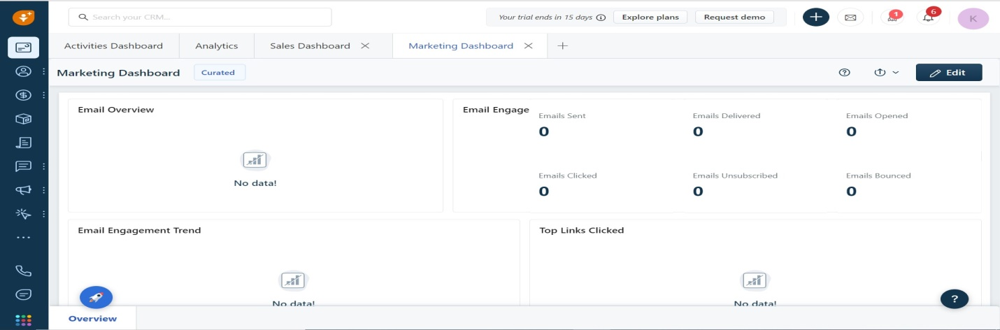 Search your CRM...
Your trial ends in 15 days
Explore plans
Request demo
1
6
K
Activities Dashboard
Analytics
Sales Dashboard
Marketing Dashboard
Marketing Dashboard
Curated
Edit
Email Overview
No data!
Email Engage
Emails Sent
0
Emails Delivered
0
Emails Opened
0
Emails Clicked
0
Emails Unsubscribed
0
Emails Bounced
0
Email Engagement Trend
No data!
Top Links Clicked
No data!
?
Overview